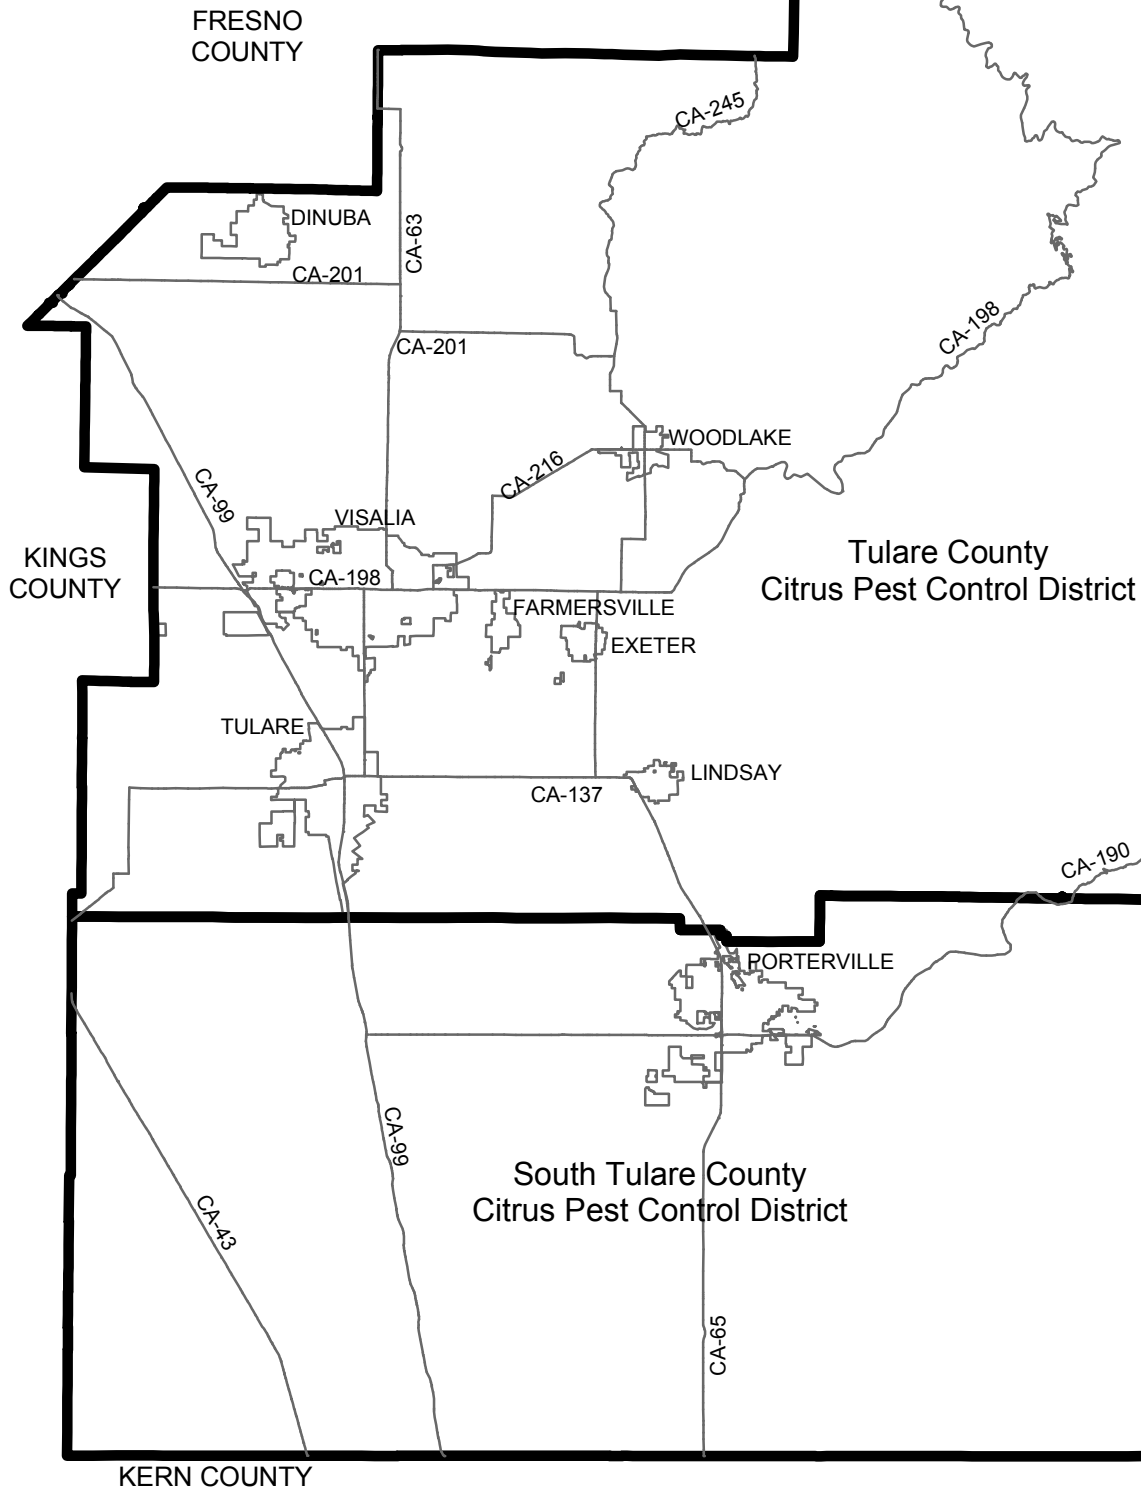 FRESNO
COUNTY
CA-245
DINUBA
CA-63
CA-201
CA-198
CA-201
WOODLAKE
CA-216
CA-99
VISALIA
KINGS
COUNTY
Tulare County
Citrus Pest Control District
CA-198
FARMERSVILLE
EXETER
TULARE
LINDSAY
CA-137
CA-190
PORTERVILLE
CA-99
South Tulare County
Citrus Pest Control District
CA-43
CA-65
KERN COUNTY